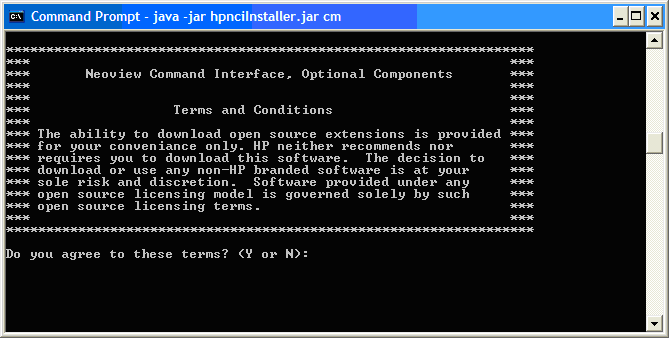 Command Prompt - java -jar hpnciInstaller.jar cm
******************************************************************
*** ***
*** Neoview Command Interface, Optional Components ***
*** ***
*** ***
*** Terms and Conditions ***
*** ***
*** The ability to download open source extensions is provided ***
*** for your conveniance only. HP neither recommends nor ***
*** requires you to download this software. The decision to ***
*** download or use any non-HP branded software is at your ***
*** sole risk and discretion. Software provided under any ***
*** open source licensing model is governed solely by such ***
*** open source licensing terms. ***
*** ***
******************************************************************
Do you agree to these terms? (Y or N):